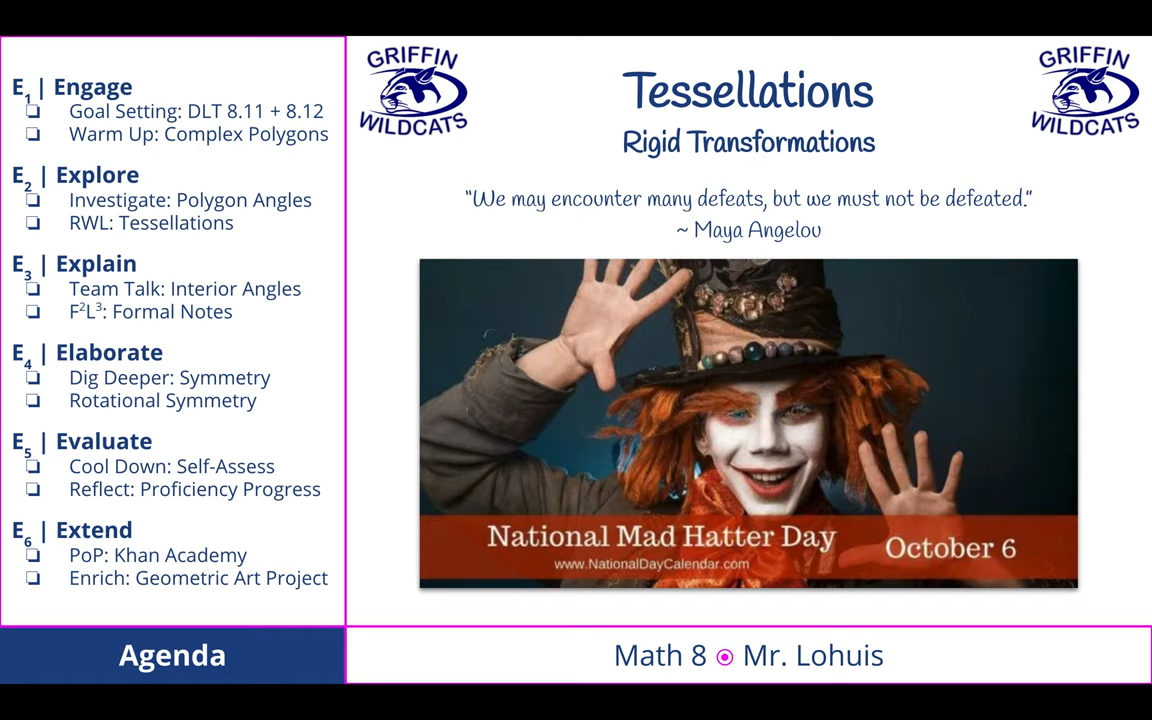 E1 | Engage
❏ Goal Setting: DLT 8.11 + 8.12
❏ Warm Up: Complex Polygons
E2 | Explore
❏ Investigate: Polygon Angles
❏ RWL: Tessellations
E3 | Explain
❏ Team Talk: Interior Angles
❏ F²L³: Formal Notes
E4 | Elaborate
❏ Dig Deeper: Symmetry
❏ Rotational Symmetry
E5 | Evaluate
❏ Cool Down: Self-Assess
❏ Reflect: Proficiency Progress
E6 | Extend
❏ PoP: Khan Academy
❏ Enrich: Geometric Art Project
Agenda
GRIFFIN
WILDCATS
Tessellations
Rigid Transformations
GRIFFIN
WILDCATS
“We may encounter many defeats, but we must not be defeated.”
~ Maya Angelou
National Mad Hatter Day
www.NationalDayCalendar.com
October 6
Math 8 ⦿ Mr. Lohuis